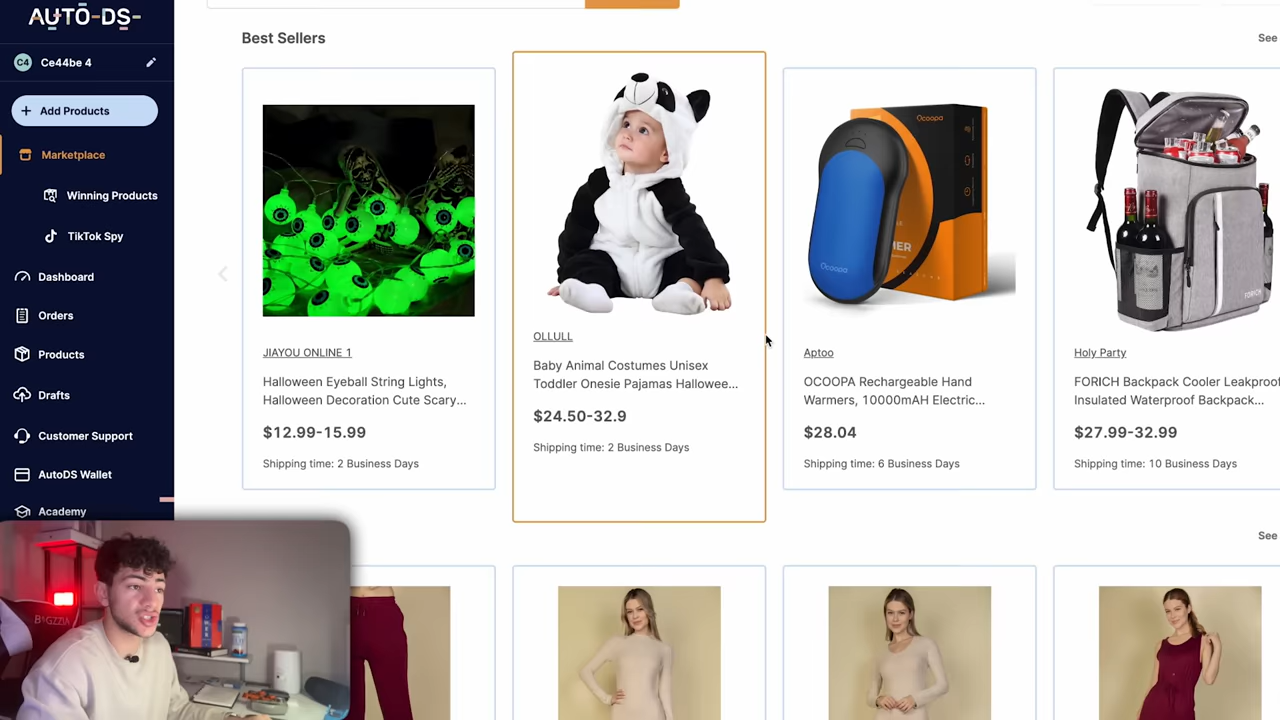 AUTO-DS-
C4 Ce44be 4
+ Add Products
Marketplace
Winning Products
TikTok Spy
Dashboard
Orders
Products
Drafts
Customer Support
AutoDS Wallet
Academy
Best Sellers
See
JIAYOU ONLINE 1
Halloween Eyeball String Lights,
Halloween Decoration Cute Scary...
$12.99-15.99
Shipping time: 2 Business Days
OLLULL
Baby Animal Costumes Unisex
Toddler Onesie Pajamas Hallowee...
$24.50-32.9
Shipping time: 2 Business Days
Ocoopa
Ocoopa
Aptoo
OCOOPA Rechargeable Hand
Warmers, 10000mAH Electric...
$28.04
Shipping time: 6 Business Days
FORICH
Holy Party
FORICH Backpack Cooler Leakproof
Insulated Waterproof Backpack...
$27.99-32.99
Shipping time: 10 Business Days
See